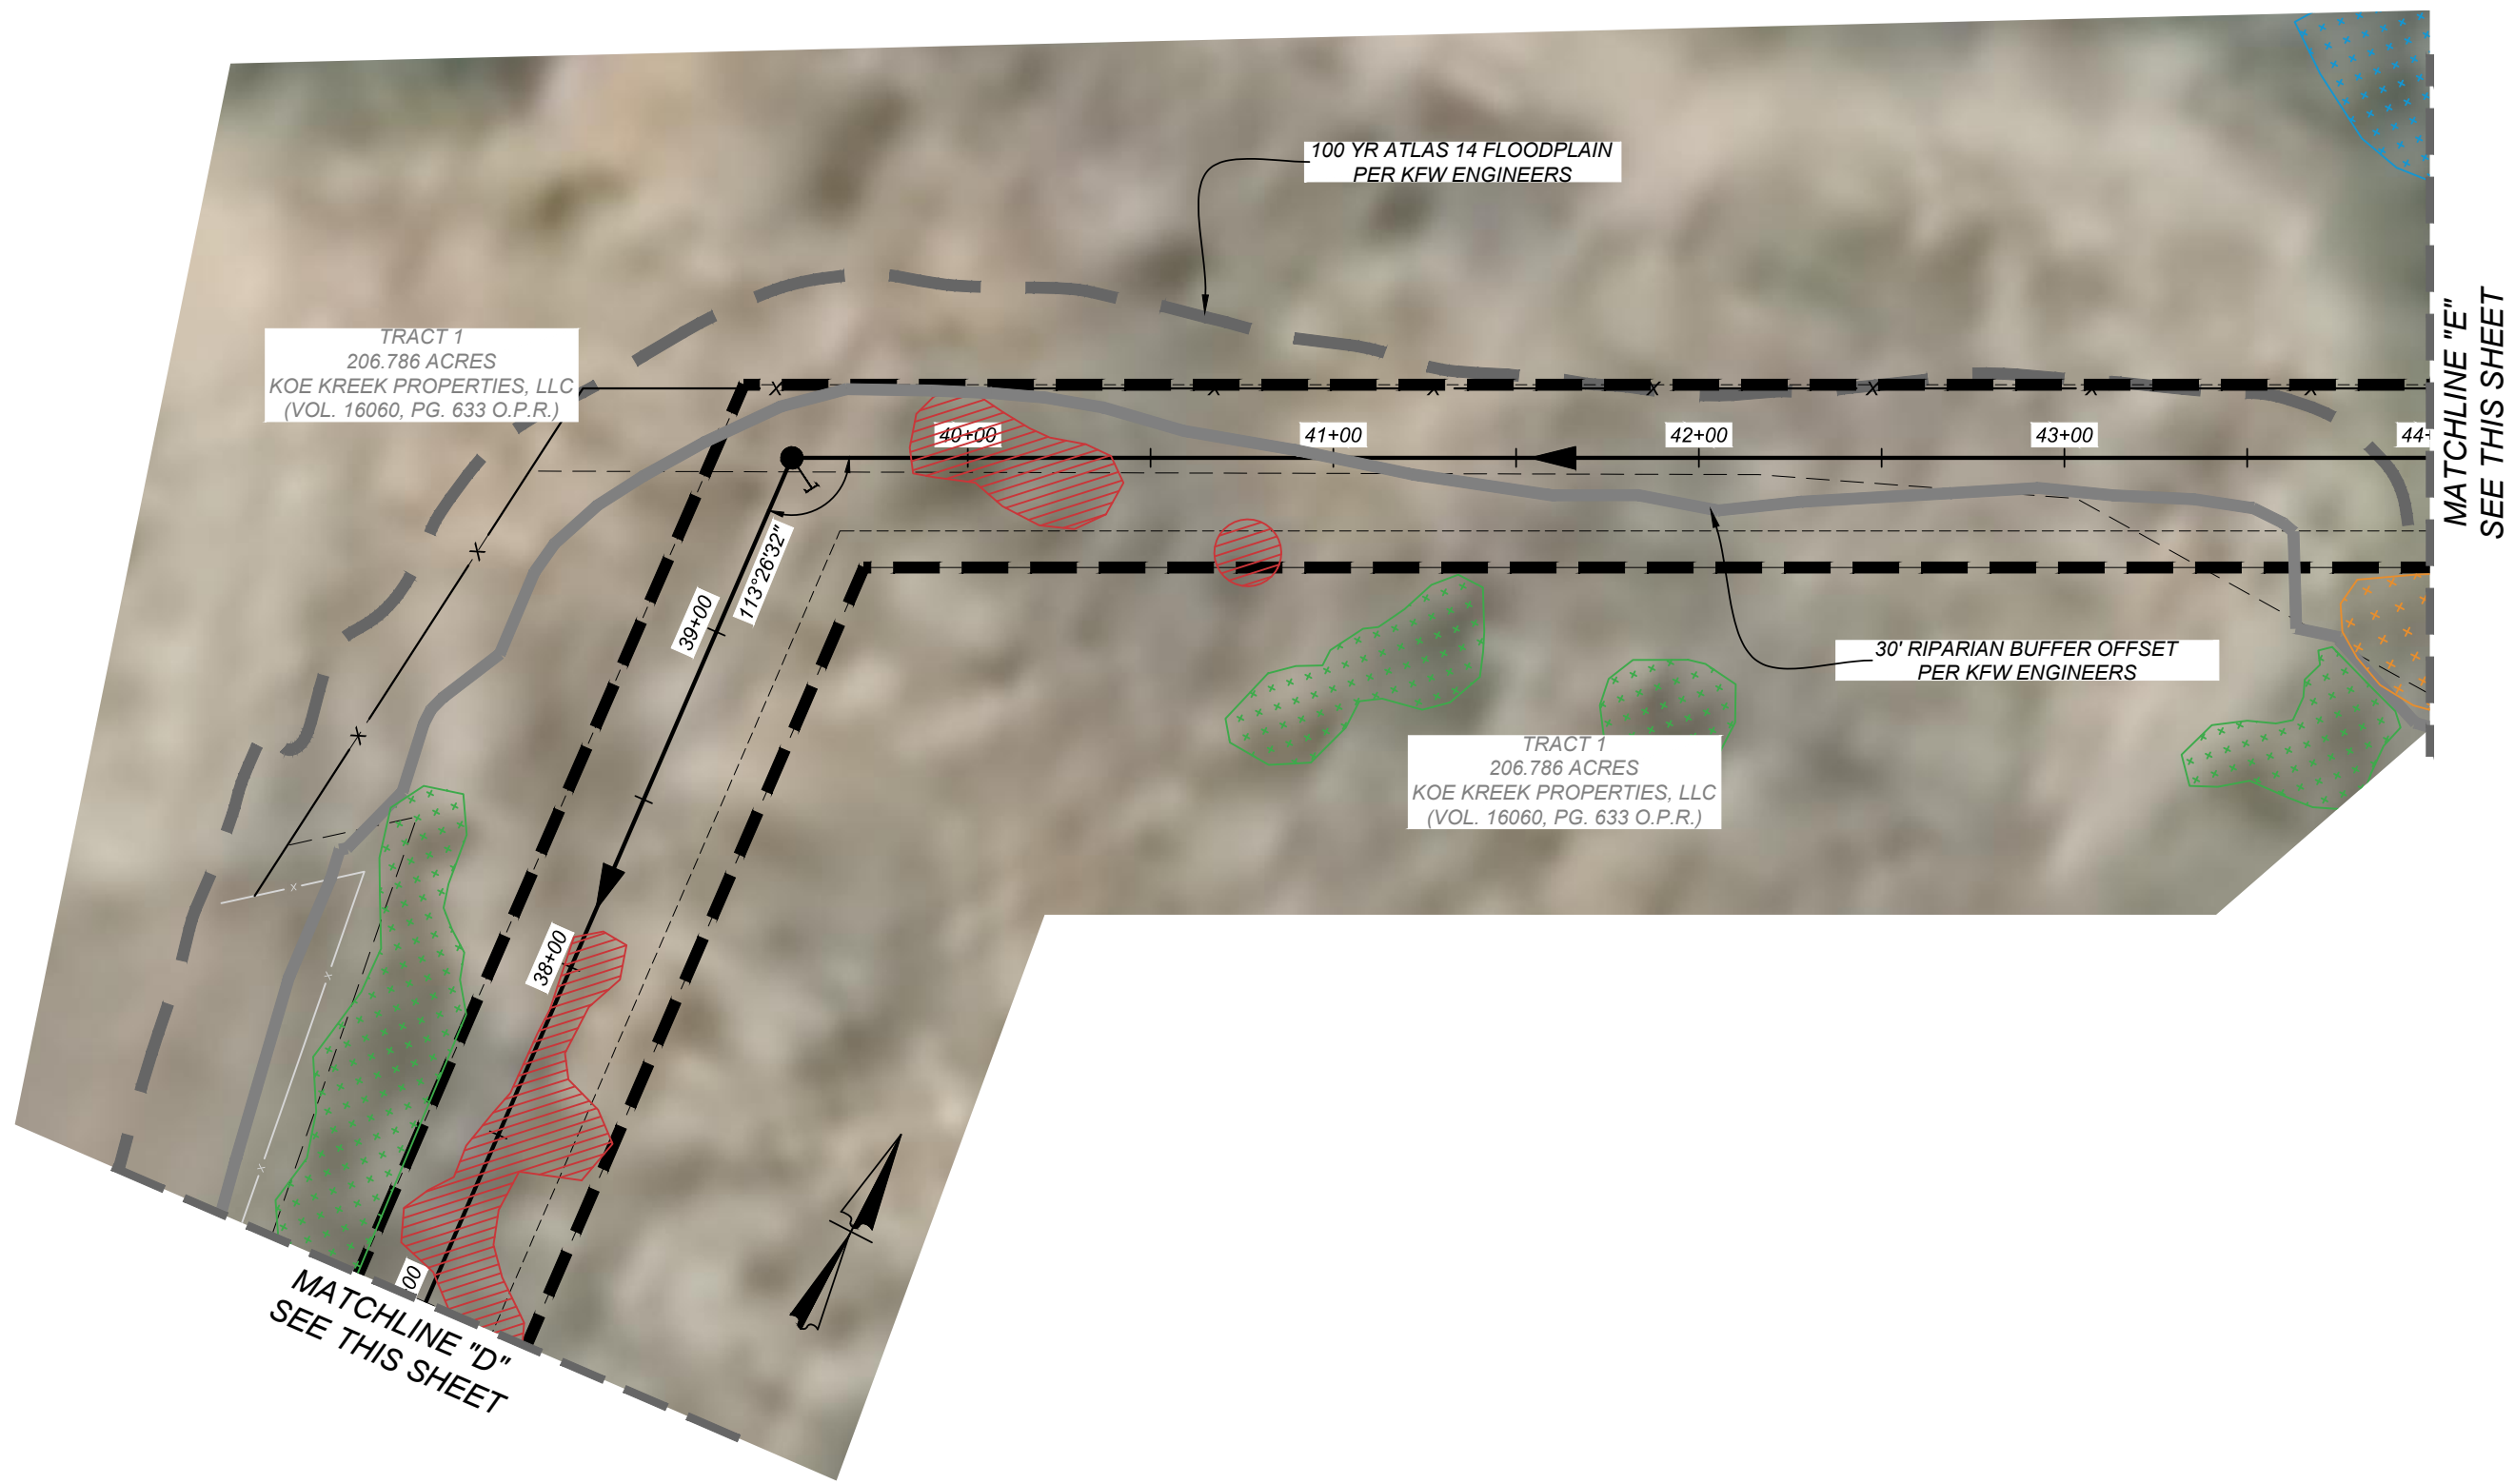 100 YR ATLAS 14 FLOODPLAIN
PER KFW ENGINEERS
TRACT 1
206.786 ACRES
KOE KREEK PROPERTIES, LLC
(VOL. 16060, PG. 633 O.P.R.)
MATCHLINE "E"
SEE THIS SHEET
40+00
41+00
42+00
43+00
44+
1
113°26'32"
39+00
30' RIPARIAN BUFFER OFFSET
PER KFW ENGINEERS
TRACT 1
206.786 ACRES
KOE KREEK PROPERTIES, LLC
(VOL. 16060, PG. 633 O.P.R.)
38+00
00
MATCHLINE "D"
SEE THIS SHEET